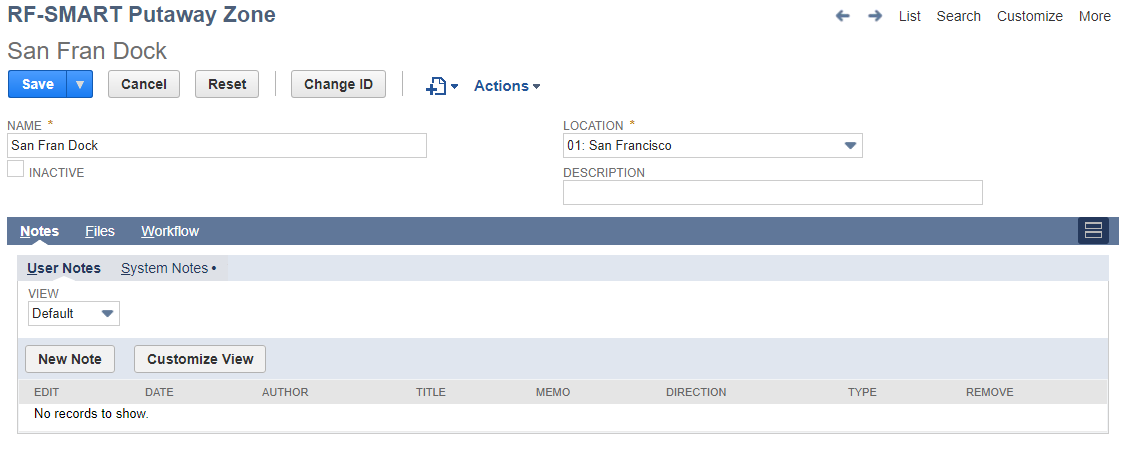 RF-SMART Putaway Zone
List Search Customize More
San Fran Dock
Save Cancel Reset Change ID Actions
NAME * LOCATION *
San Fran Dock 01: San Francisco
INACTIVE DESCRIPTION
Notes Files Workflow
User Notes System Notes •
VIEW
Default
New Note Customize View
EDIT DATE AUTHOR TITLE MEMO DIRECTION TYPE REMOVE
No records to show.